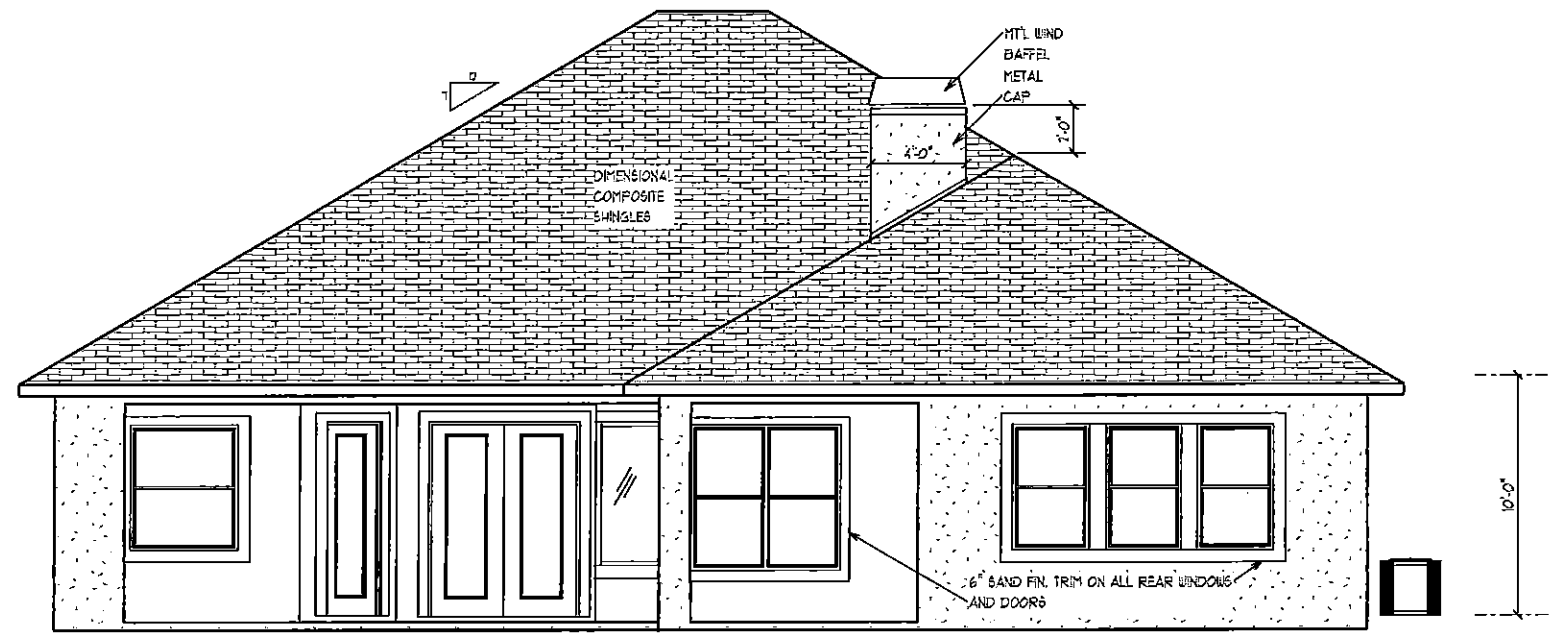 MT'L WIND
BAFFEL
METAL
CAP
2'-0"
4'-0"
DIMENSIONAL
COMPOSITE
SHINGLES
10'-0"
6" SAND FIN. TRIM ON ALL REAR WINDOWS
AND DOORS